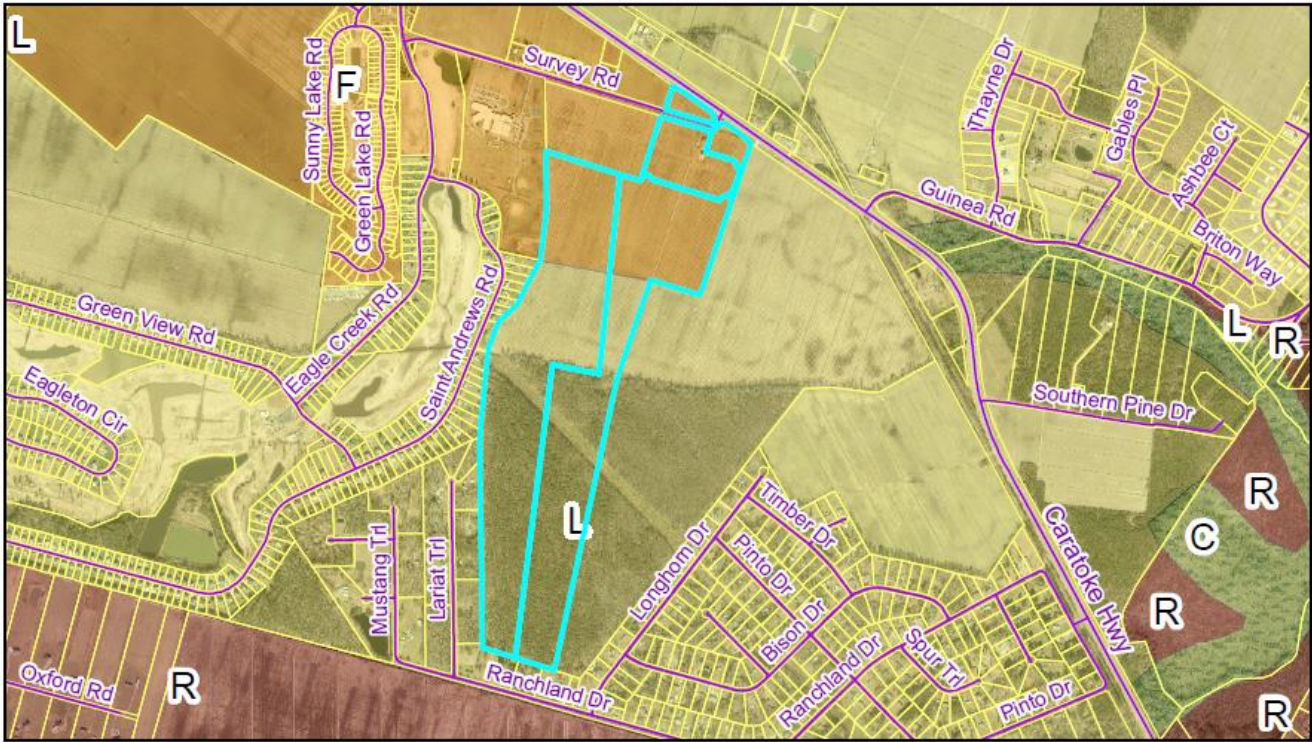 L
F
Sunny Lake Rd
Green Lake Rd
Survey Rd
Thayne Dr
Gables Pl
Ashbee Ct
Guinea Rd
Briton Way
Green View Rd
Eagle Creek Rd
Saint Andrews Rd
Eagleton Cir
L
R
Southern Pine Dr
R
C
R
L
Timber Dr
Longhorn Dr
Pinto Dr
Bison Dr
Caratoke Hwy
Mustang Trl
Lariat Trl
Ranchland Dr
Ranchland Dr
Spur Trl
Pinto Dr
Oxford Rd
R
R